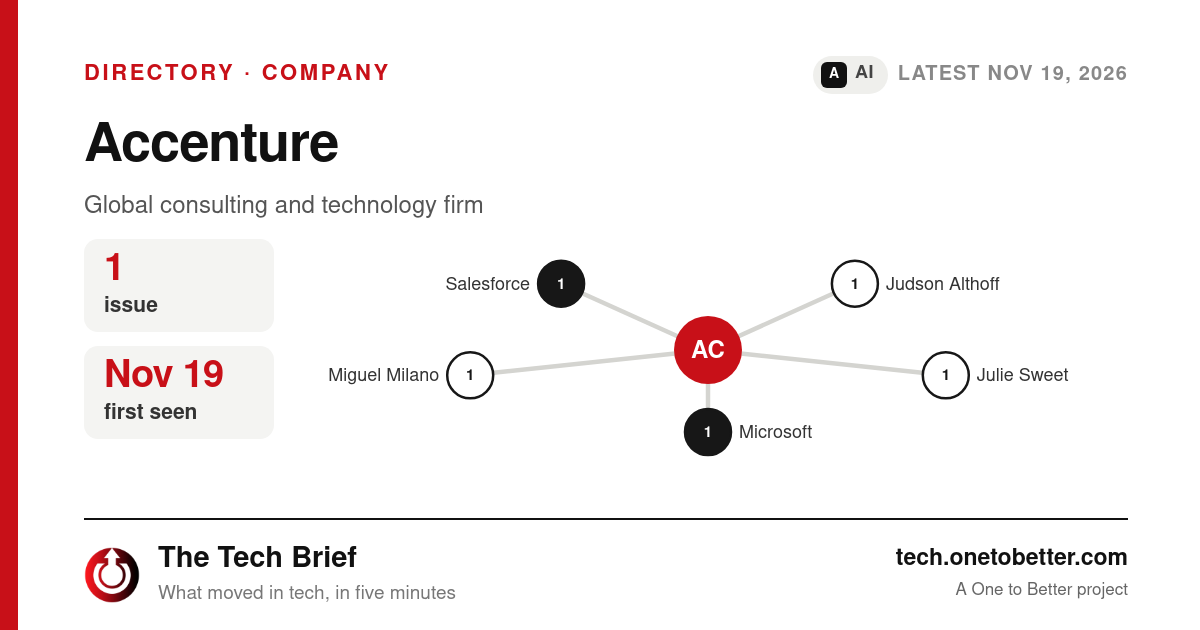 DIRECTORY · COMPANY
A AI LATEST NOV 19, 2026
Accenture
Global consulting and technology firm
1
issue
Nov 19
first seen
Salesforce 1
1 Judson Althoff
AC
Miguel Milano 1
1 Julie Sweet
1 Microsoft
The Tech Brief
What moved in tech, in five minutes
tech.onetobetter.com
A One to Better project